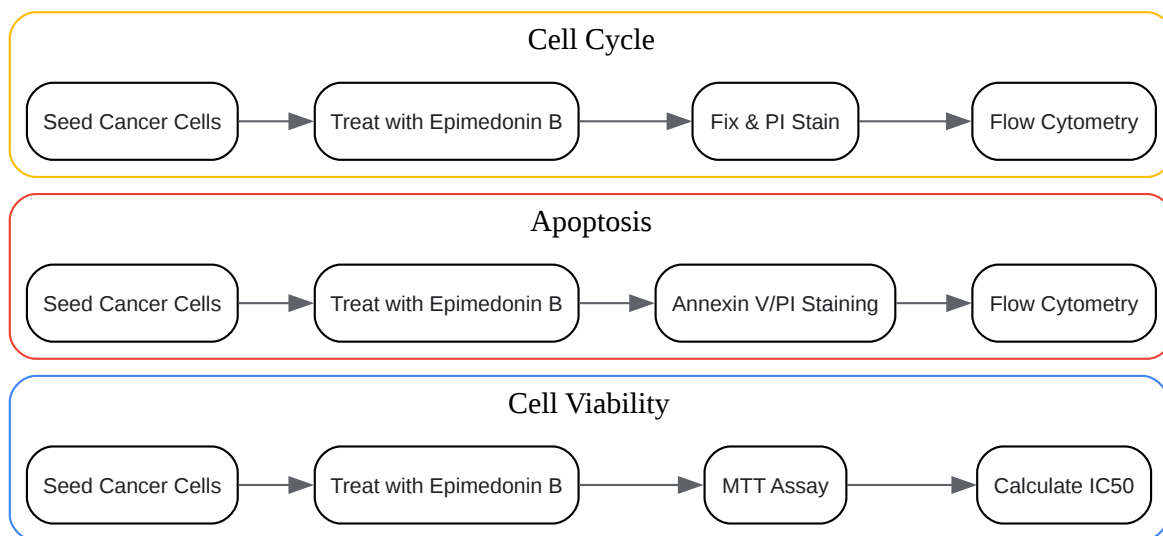 Cell Cycle
Seed Cancer Cells
Treat with Epimedonin B
Fix & PI Stain
Flow Cytometry
Apoptosis
Seed Cancer Cells
Treat with Epimedonin B
Annexin V/PI Staining
Flow Cytometry
Cell Viability
Seed Cancer Cells
Treat with Epimedonin B
MTT Assay
Calculate IC50